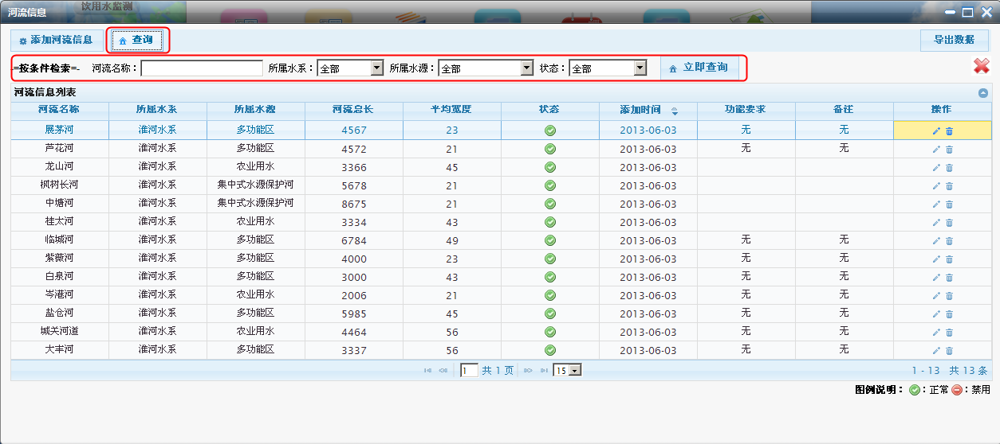 饮用水监测
河流信息
添加河流信息 查询 导出数据
-=按条件检索=- 河流名称： 所属水系： 全部 所属水源： 全部 状态： 全部 立即查询
河流信息列表
河流名称 所属水系 所属水源 河流总长 平均宽度 状态 添加时间 功能要求 备注 操作
展茅河 淮河水系 多功能区 4567 23 2013-06-03 无 无
芦花河 淮河水系 多功能区 4572 21 2013-06-03 无 无
龙山河 淮河水系 农业用水 3366 45 2013-06-03
枫树长河 淮河水系 集中式水源保护河 5678 21 2013-06-03
中塘河 淮河水系 集中式水源保护河 8675 21 2013-06-03
桂太河 淮河水系 农业用水 3334 43 2013-06-03
临城河 淮河水系 多功能区 6784 49 2013-06-03 无 无
紫薇河 淮河水系 多功能区 4000 23 2013-06-03 无 无
白泉河 淮河水系 多功能区 3000 43 2013-06-03 无 无
岑港河 淮河水系 农业用水 2006 21 2013-06-03 无 无
盐仓河 淮河水系 多功能区 5985 45 2013-06-03 无 无
城关河道 淮河水系 农业用水 4464 56 2013-06-03 无 无
大丰河 淮河水系 多功能区 3337 56 2013-06-03 无 无
1 共 1 页 15 1 - 13 共 13 条
图例说明： ：正常 ：禁用